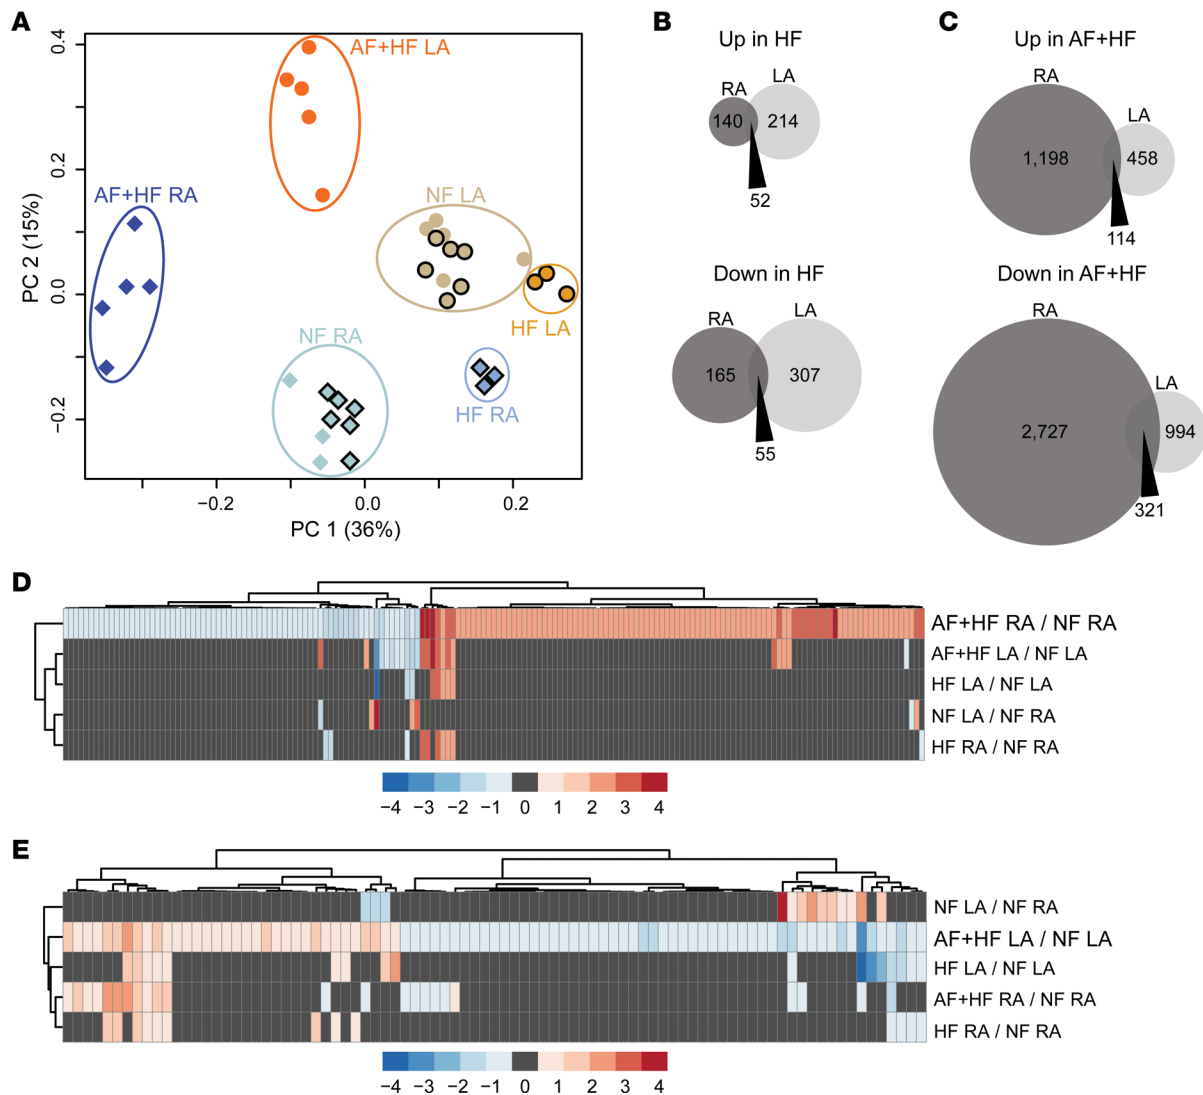 A
AF+HF LA
AF+HF RA
NF LA
HF LA
NF RA
HF RA
PC 2 (15%)
0.4
0.2
0.0
−0.2
−0.2
0.0
0.2
PC 1 (36%)
B
Up in HF
RA
LA
140
214
52
Down in HF
RA
LA
165
307
55
C
Up in AF+HF
RA
LA
1,198
458
114
Down in AF+HF
RA
LA
2,727
994
321
D
AF+HF RA / NF RA
AF+HF LA / NF LA
HF LA / NF LA
NF LA / NF RA
HF RA / NF RA
−4 −3 −2 −1 0 1 2 3 4
E
NF LA / NF RA
AF+HF LA / NF LA
HF LA / NF LA
AF+HF RA / NF RA
HF RA / NF RA
−4 −3 −2 −1 0 1 2 3 4